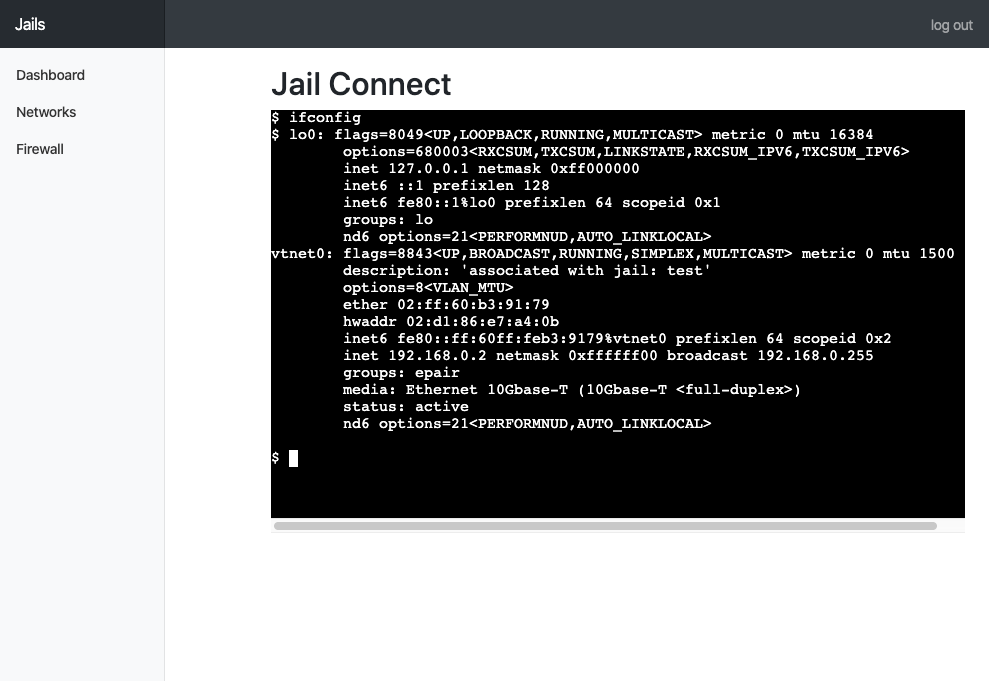 Jails
log out
Dashboard
Networks
Firewall
Jail Connect
$ ifconfig
$ lo0: flags=8049<UP,LOOPBACK,RUNNING,MULTICAST> metric 0 mtu 16384
        options=680003<RXCSUM,TXCSUM,LINKSTATE,RXCSUM_IPV6,TXCSUM_IPV6>
        inet 127.0.0.1 netmask 0xff000000
        inet6 ::1 prefixlen 128
        inet6 fe80::1%lo0 prefixlen 64 scopeid 0x1
        groups: lo
        nd6 options=21<PERFORMNUD,AUTO_LINKLOCAL>
vtnet0: flags=8843<UP,BROADCAST,RUNNING,SIMPLEX,MULTICAST> metric 0 mtu 1500
        description: 'associated with jail: test'
        options=8<VLAN_MTU>
        ether 02:ff:60:b3:91:79
        hwaddr 02:d1:86:e7:a4:0b
        inet6 fe80::ff:60ff:feb3:9179%vtnet0 prefixlen 64 scopeid 0x2
        inet 192.168.0.2 netmask 0xffffff00 broadcast 192.168.0.255
        groups: epair
        media: Ethernet 10Gbase-T (10Gbase-T <full-duplex>)
        status: active
        nd6 options=21<PERFORMNUD,AUTO_LINKLOCAL>
$